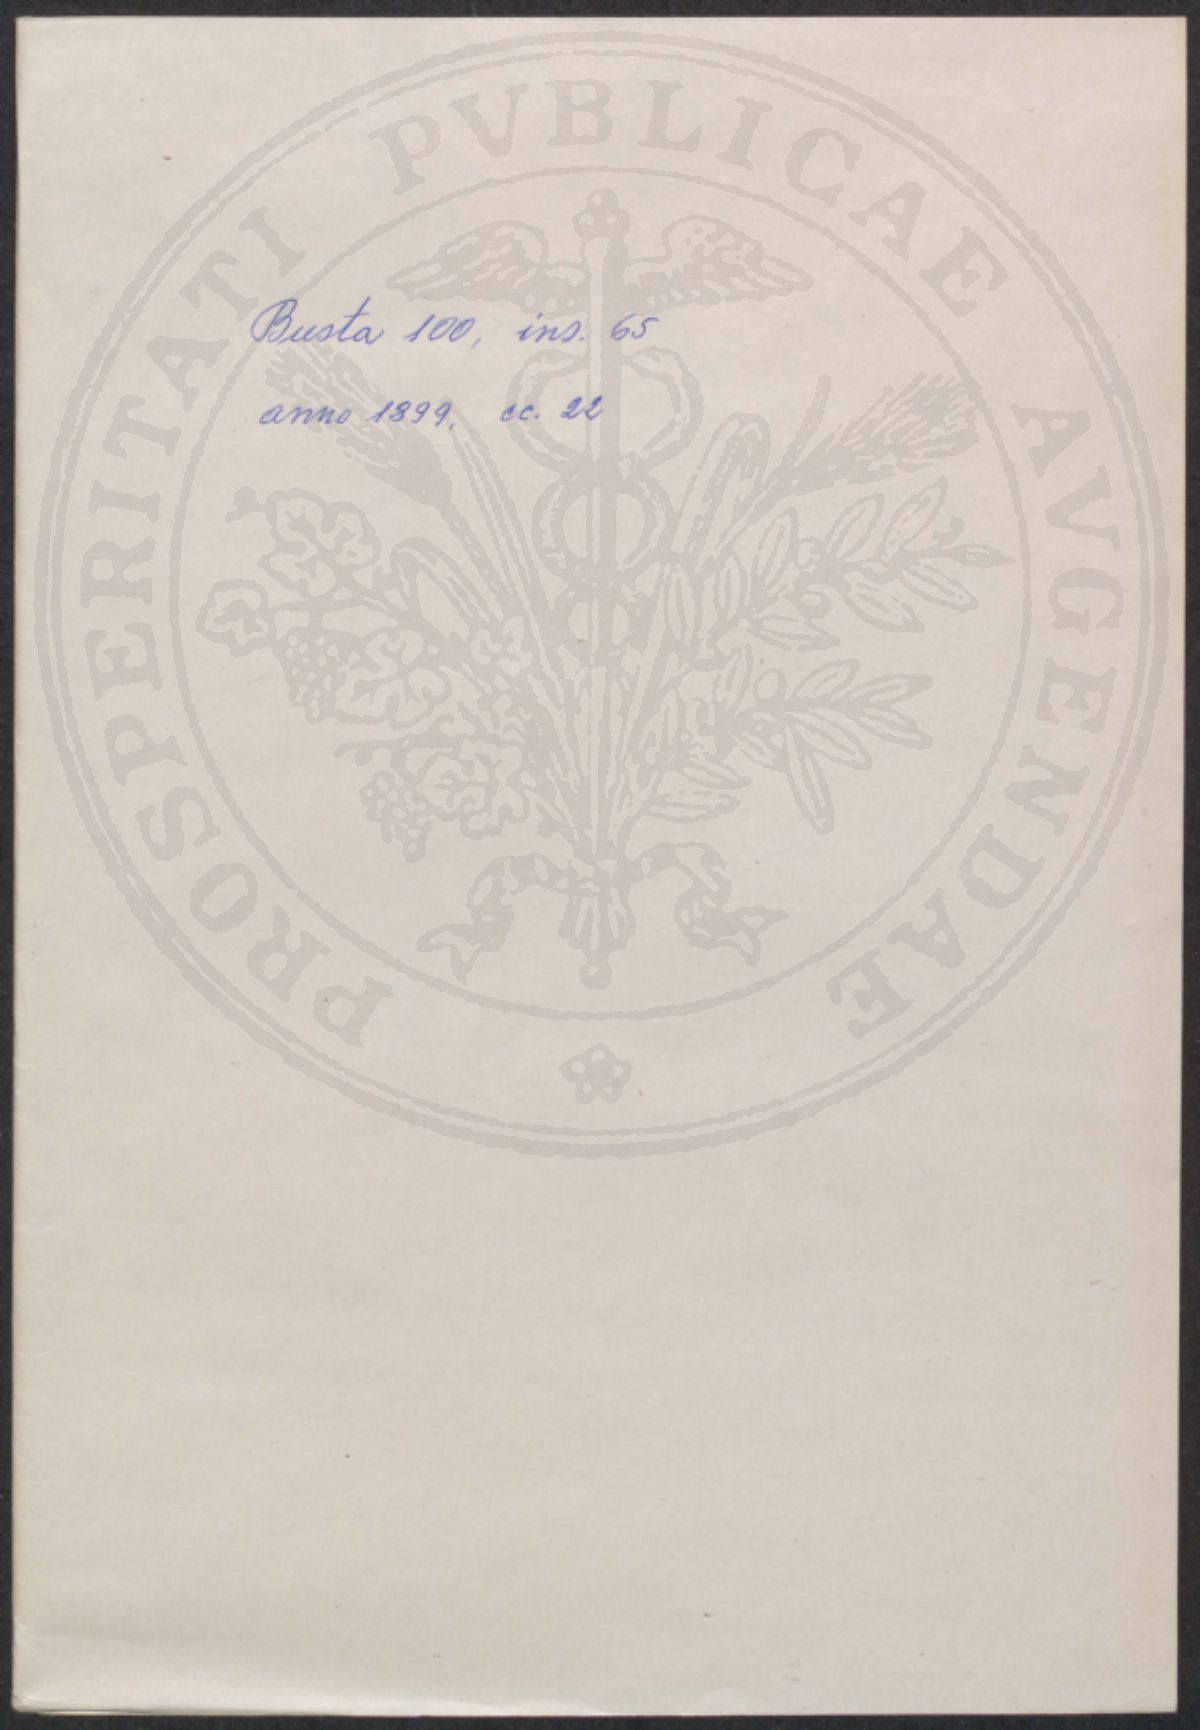 PROSPERITATI PVBLICAE AVGENDAE
Busta 100, ins. 65
anno 1899, cc. 22